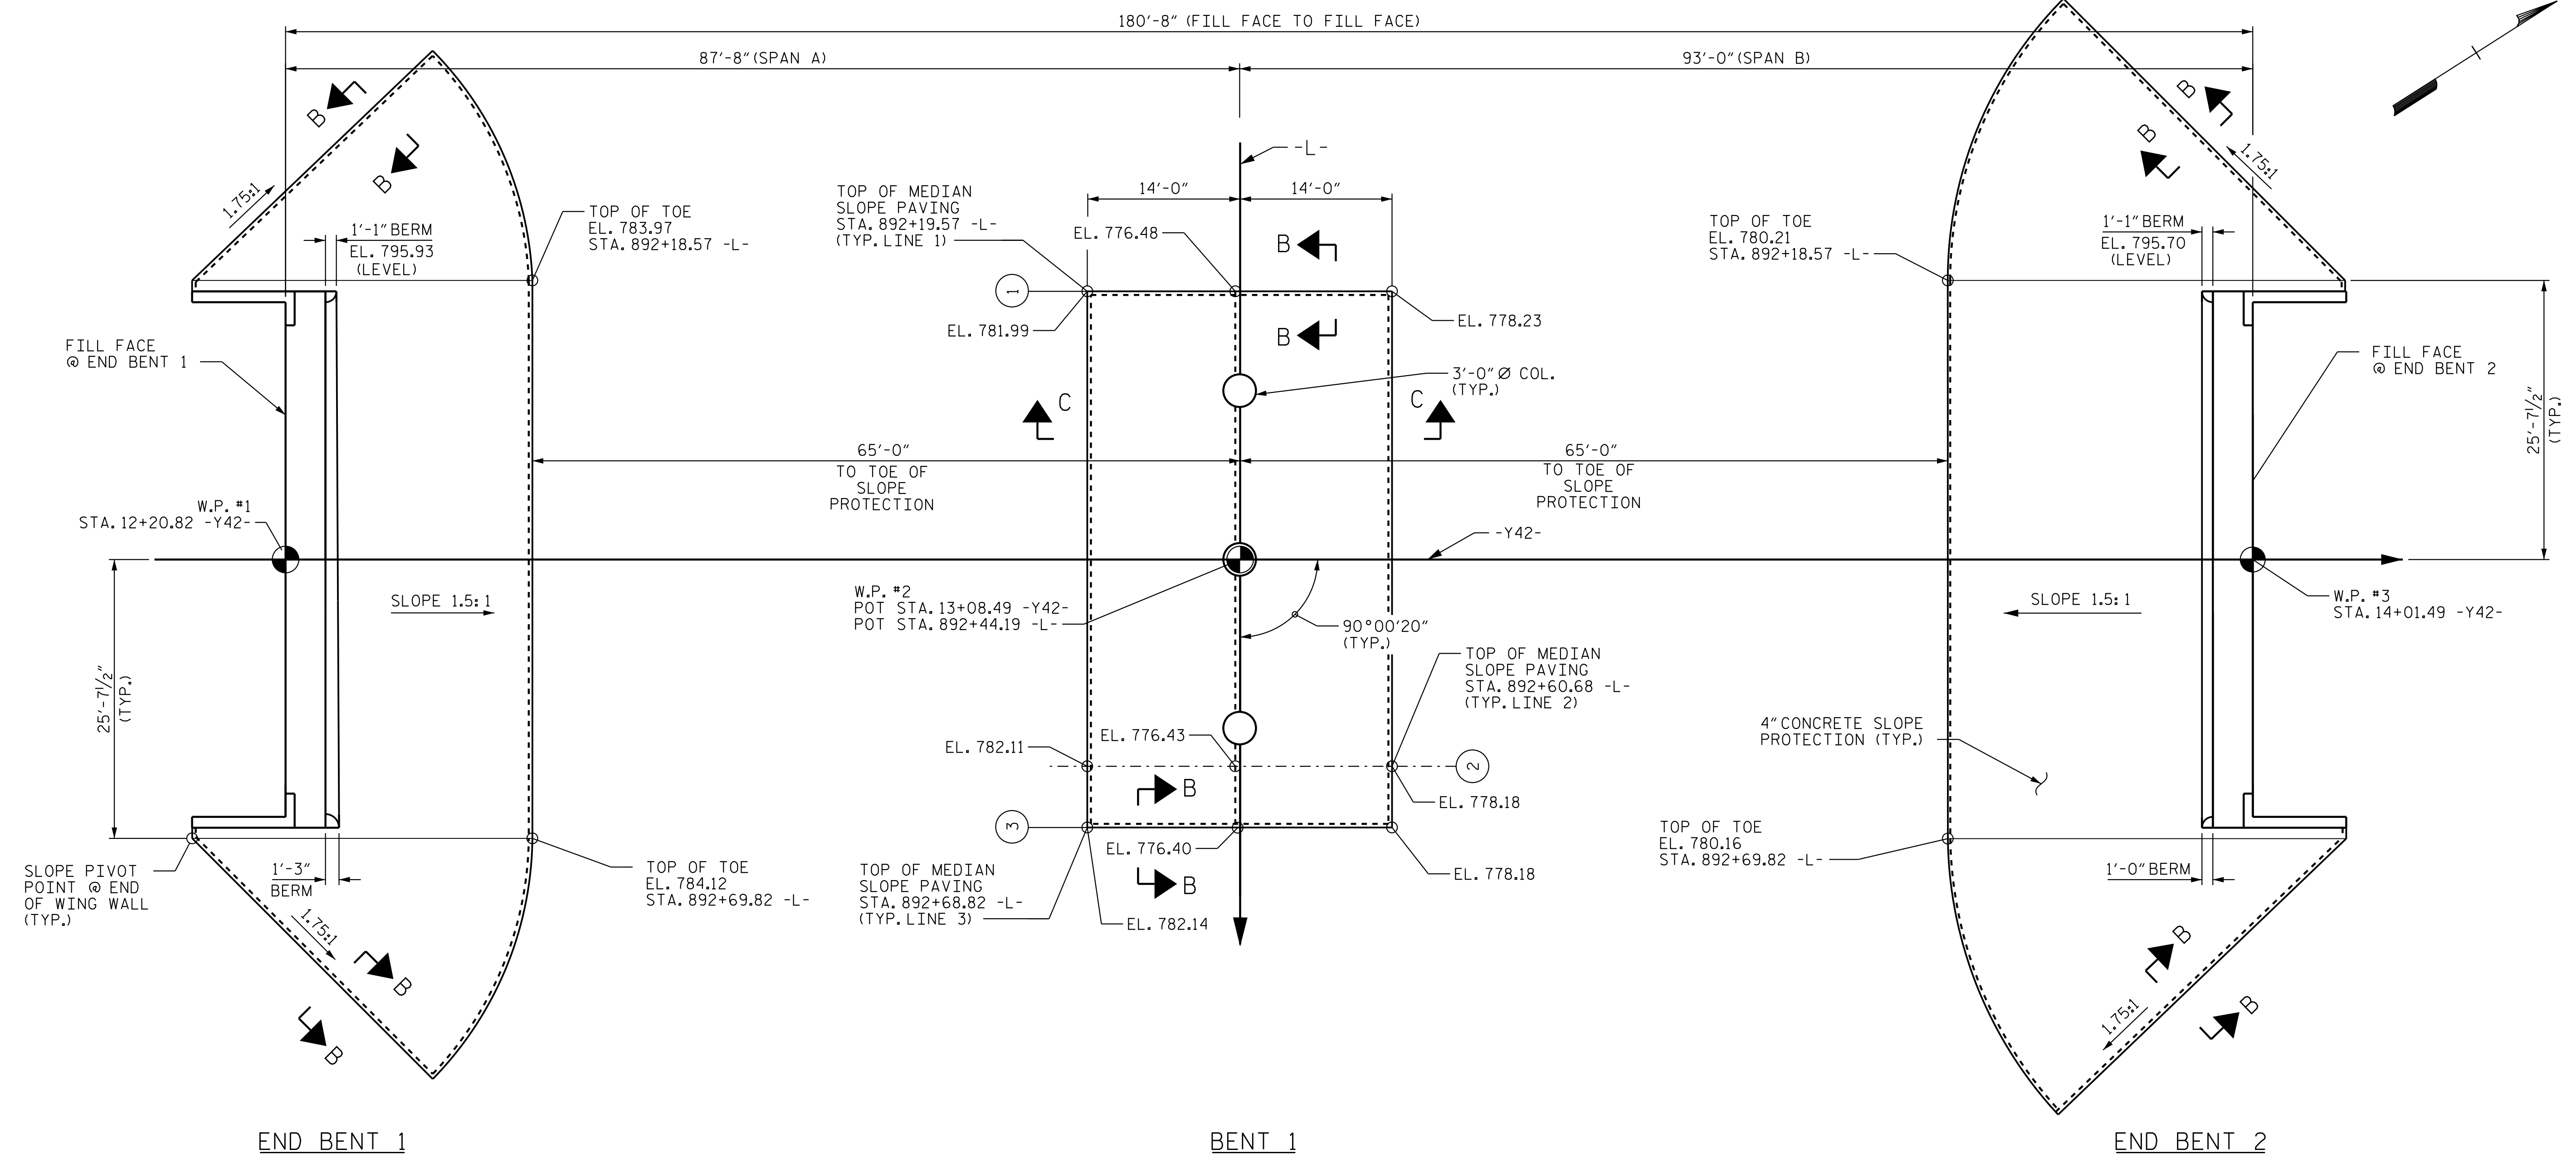 180'-8" (FILL FACE TO FILL FACE)
87'-8" (SPAN A)
93'-0" (SPAN B)
B
B
1.75:1
1'-1" BERM
EL. 795.93
(LEVEL)
TOP OF TOE
EL. 783.97
STA. 892+18.57 -L-
TOP OF MEDIAN
SLOPE PAVING
STA. 892+19.57 -L-
(TYP. LINE 1)
-L-
14'-0"
14'-0"
EL. 776.48
B
1
EL. 781.99
B
EL. 778.23
TOP OF TOE
EL. 780.21
STA. 892+18.57 -L-
B
B
1.75:1
1'-1" BERM
EL. 795.70
(LEVEL)
FILL FACE
@ END BENT 1
3'-0" Ø COL.
(TYP.)
C
C
FILL FACE
@ END BENT 2
25'-7½"
(TYP.)
65'-0"
TO TOE OF
SLOPE
PROTECTION
65'-0"
TO TOE OF
SLOPE
PROTECTION
W.P. #1
STA. 12+20.82 -Y42-
-Y42-
SLOPE 1.5:1
W.P. #2
POT STA. 13+08.49 -Y42-
POT STA. 892+44.19 -L-
90°00'20"
(TYP.)
SLOPE 1.5:1
W.P. #3
STA. 14+01.49 -Y42-
25'-7½"
(TYP.)
TOP OF MEDIAN
SLOPE PAVING
STA. 892+60.68 -L-
(TYP. LINE 2)
EL. 782.11
EL. 776.43
2
B
EL. 778.18
4" CONCRETE SLOPE
PROTECTION (TYP.)
3
EL. 776.40
TOP OF MEDIAN
SLOPE PAVING
STA. 892+68.82 -L-
(TYP. LINE 3)
B
EL. 782.14
EL. 778.18
TOP OF TOE
EL. 780.16
STA. 892+69.82 -L-
1'-0" BERM
SLOPE PIVOT
POINT @ END
OF WING WALL
(TYP.)
1'-3"
BERM
TOP OF TOE
EL. 784.12
STA. 892+69.82 -L-
1.75:1
B
B
B
B
1.75:1
END BENT 1
BENT 1
END BENT 2